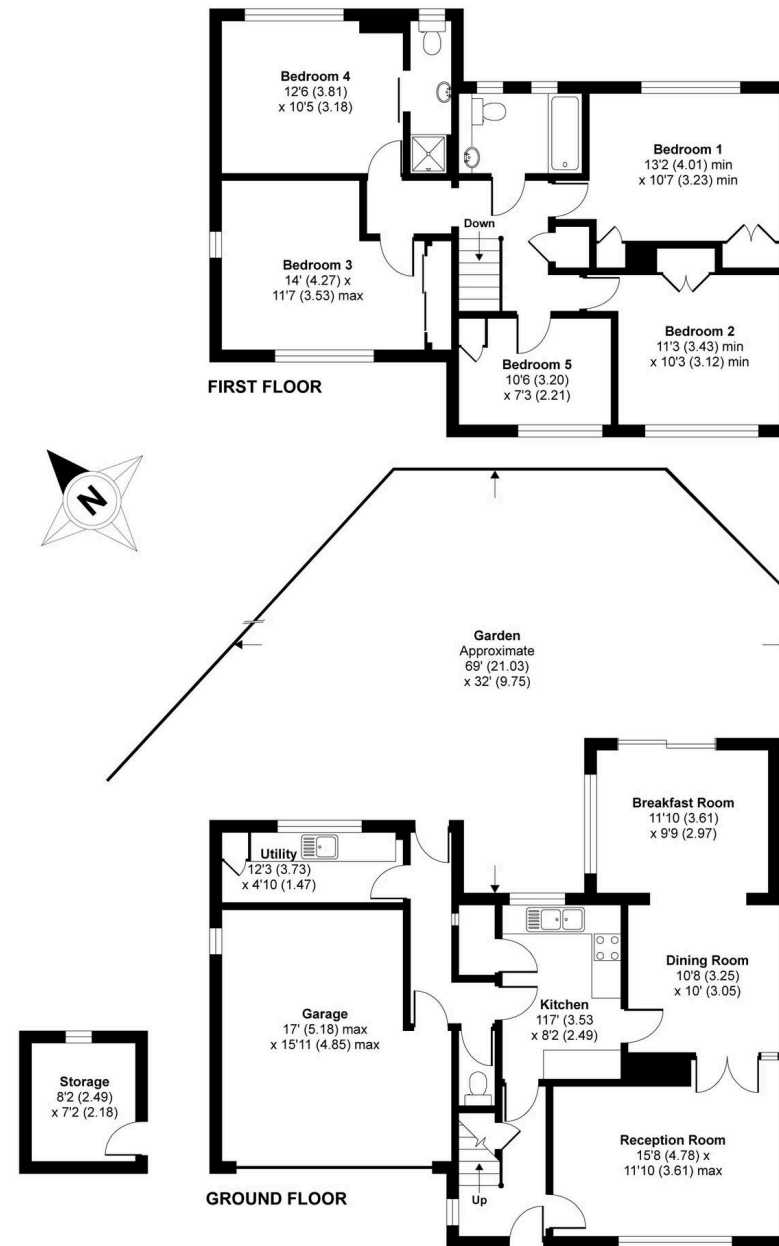 Bedroom 4
12'6 (3.81)
x 10'5 (3.18)
Bedroom 1
13'2 (4.01) min
x 10'7 (3.23) min
Down
Bedroom 3
14' (4.27) x
11'7 (3.53) max
Bedroom 2
11'3 (3.43) min
x 10'3 (3.12) min
Bedroom 5
10'6 (3.20)
x 7'3 (2.21)
FIRST FLOOR
N
Garden
Approximate
69' (21.03)
x 32' (9.75)
Breakfast Room
11'10 (3.61)
x 9'9 (2.97)
Utility
12'3 (3.73)
x 4'10 (1.47)
Dining Room
10'8 (3.25)
x 10' (3.05)
Kitchen
117' (3.53
x 8'2 (2.49)
Garage
17' (5.18) max
x 15'11 (4.85) max
Storage
8'2 (2.49)
x 7'2 (2.18)
Reception Room
15'8 (4.78) x
11'10 (3.61) max
Up
GROUND FLOOR